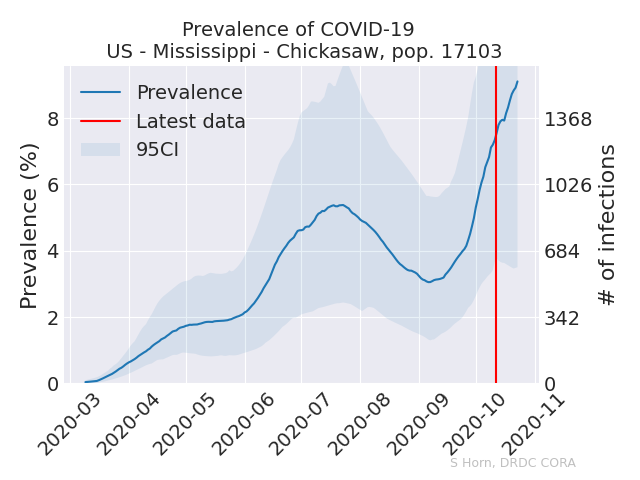 Prevalence of COVID-19
US - Mississippi - Chickasaw, pop. 17103
Prevalence
Latest data
95CI
Prevalence (%)
8
6
4
2
0
1368
1026
684
342
0
# of infections
2020-03
2020-04
2020-05
2020-06
2020-07
2020-08
2020-09
2020-10
2020-11
S Horn, DRDC CORA